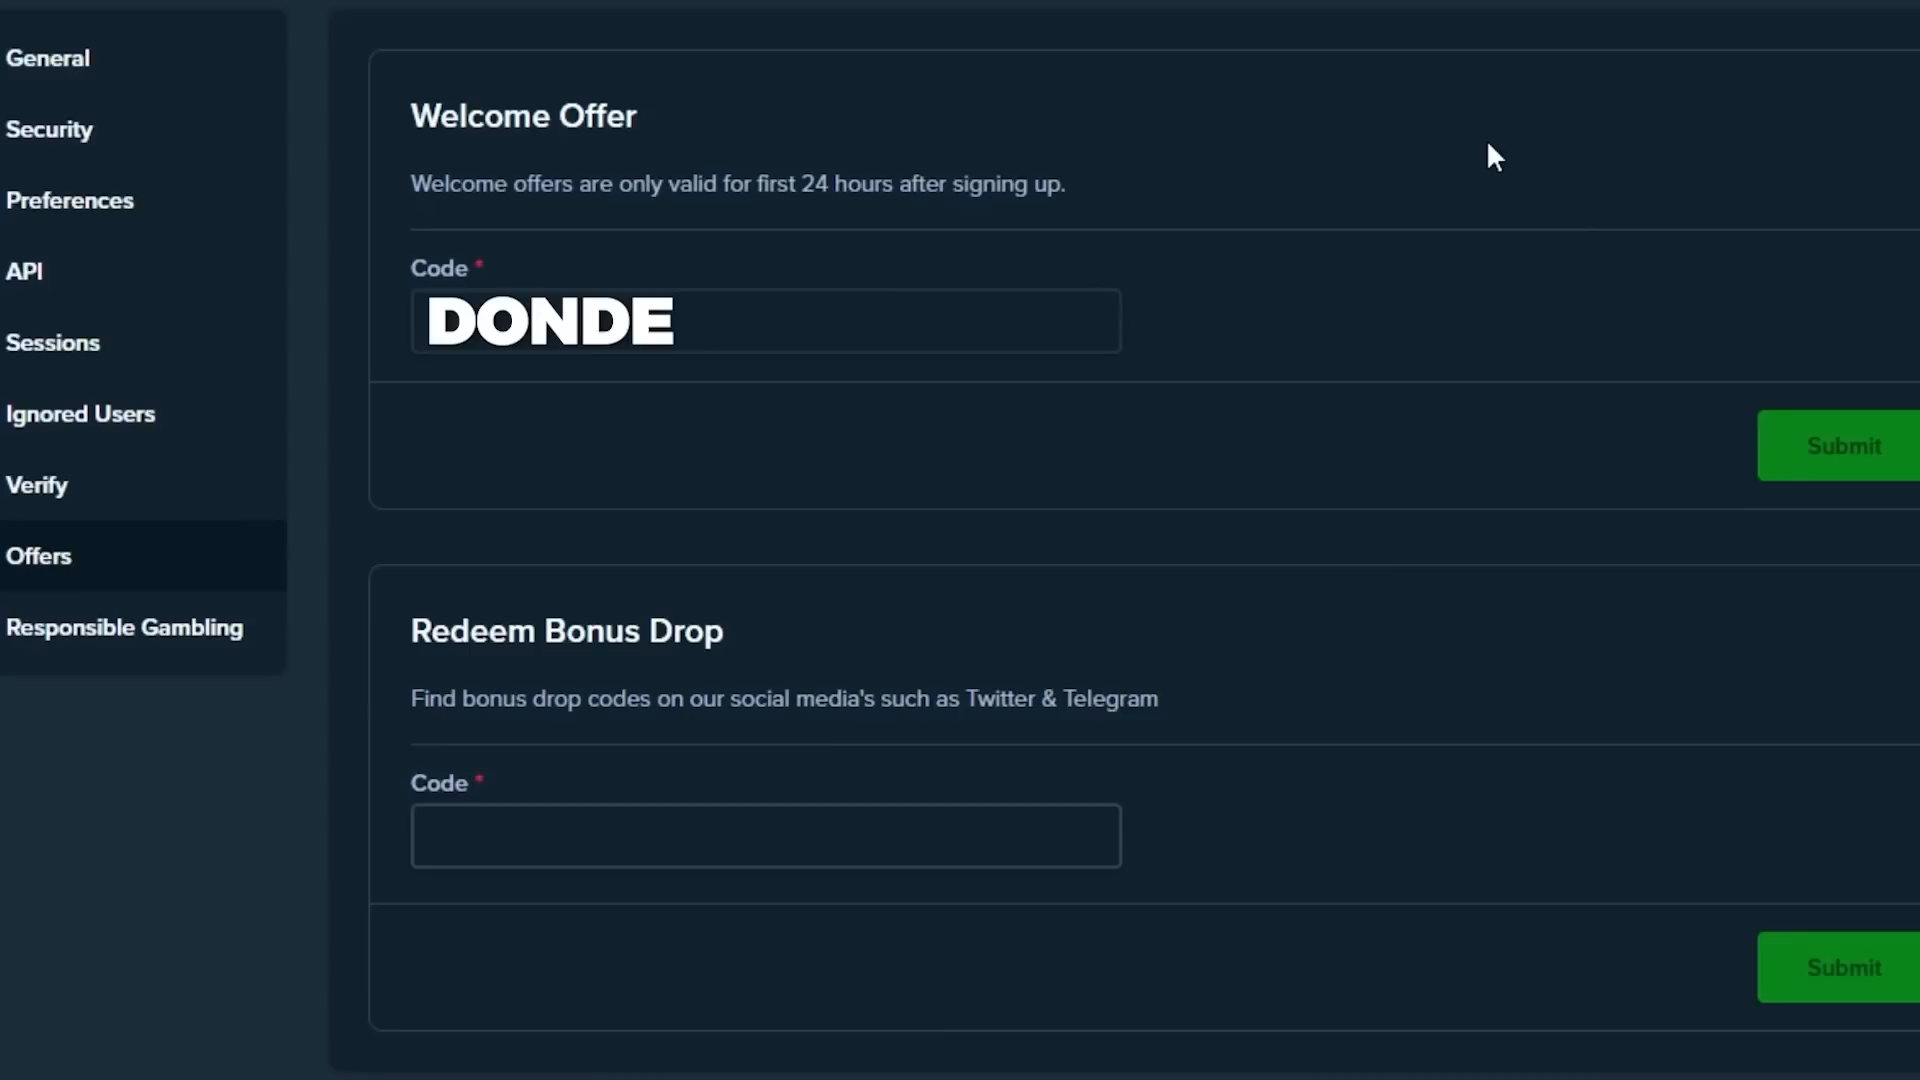 General
Security
Preferences
API
Sessions
Ignored Users
Verify
Offers
Responsible Gambling
Welcome Offer
Welcome offers are only valid for first 24 hours after signing up.
Code *
DONDE
Submit
Redeem Bonus Drop
Find bonus drop codes on our social media's such as Twitter & Telegram
Code *
Submit